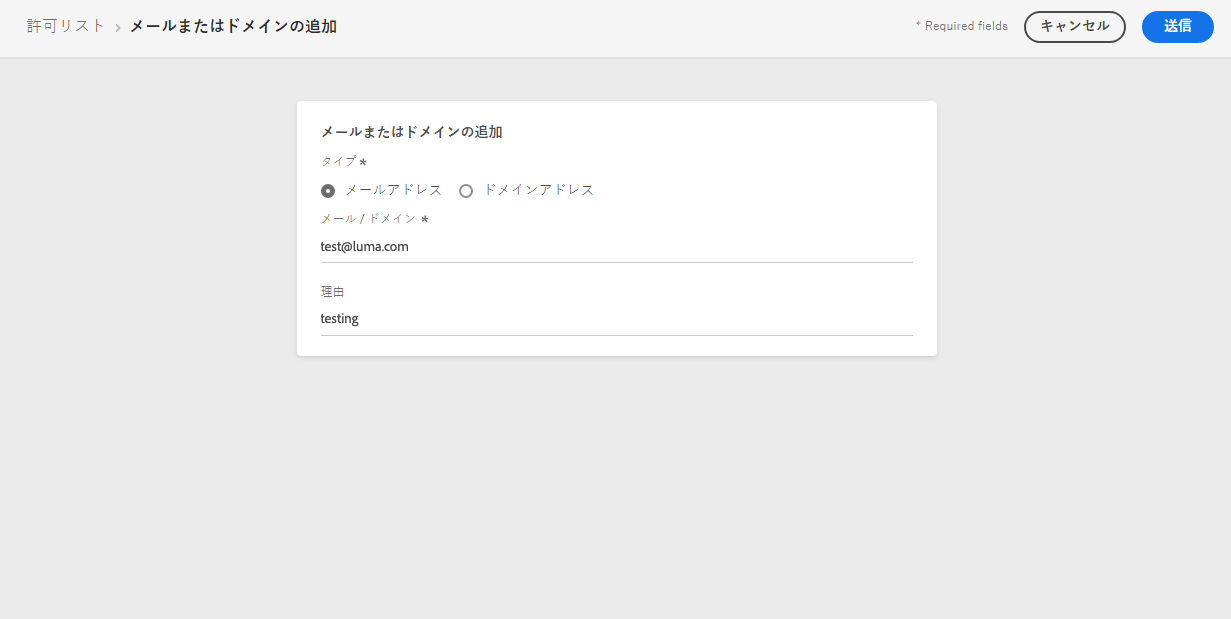 許可リスト › メールまたはドメインの追加 * Required fields キャンセル 送信
メールまたはドメインの追加
タイプ *
メールアドレス ドメインアドレス
メール / ドメイン *
test@luma.com
理由
testing